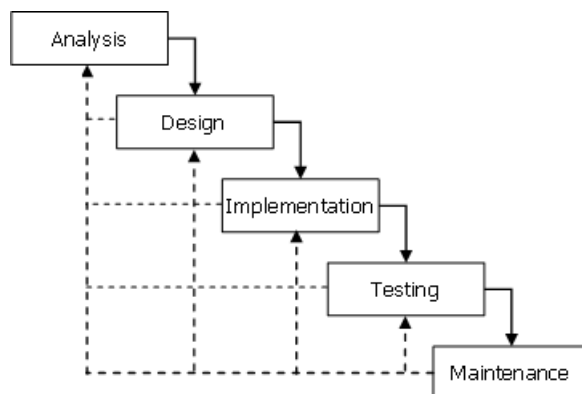 Analysis
Design
Implementation
Testing
Maintenance